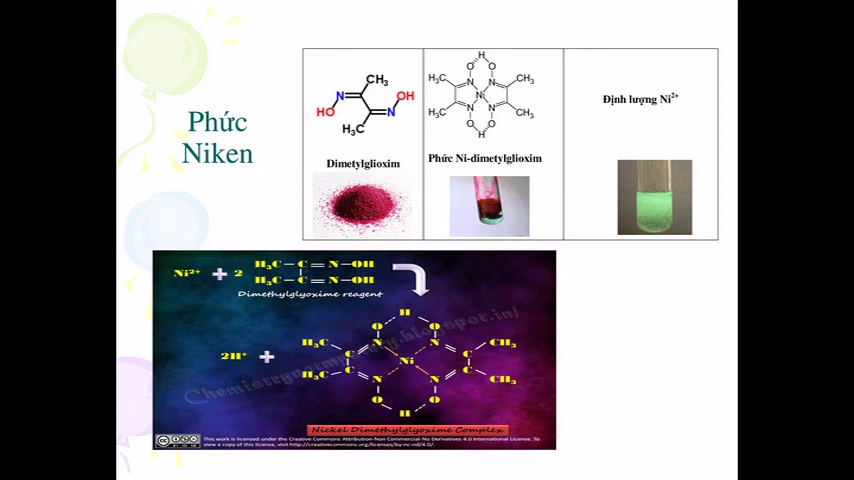 Phức
Niken
CH₃
N
OH
HO
N
H₃C
Dimetylglioxim
H
O O
H₃C N N CH₃
Ni
H₃C N N CH₃
O O
H
Phức Ni-dimetylglioxim
Định lượng Ni²⁺
Ni²⁺ + 2
H₃C — C = N — OH
H₃C — C = N — OH
Dimethylglyoxime reagent
H
O O
H₃C N N CH₃
C C
2H⁺ + Ni
C C
H₃C N N CH₃
O O
H
Chemistrynotmystery.blogspot.in/
Nickel Dimethylglyoxime Complex
cc
This work is licensed under the Creative Commons Attribution-Non Commercial-No Derivatives 4.0 International License. To
view a copy of this license, visit http://creativecommons.org/licenses/by-nc-nd/4.0/.